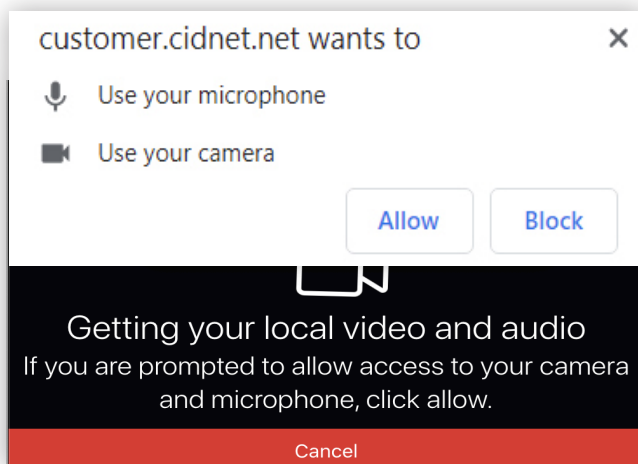 customer.cidnet.net wants to
Use your microphone
Use your camera
Allow Block
Getting your local video and audio
If you are prompted to allow access to your camera
and microphone, click allow.
Cancel